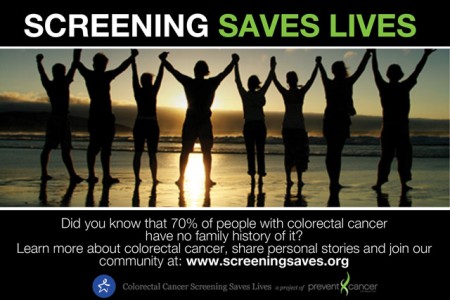 SCREENING SAVES LIVES
Did you know that 70% of people with colorectal cancer
have no family history of it?
Learn more about colorectal cancer, share personal stories and join our
community at: www.screeningsaves.org
Colorectal Cancer Screening Saves Lives a project of prevent cancer